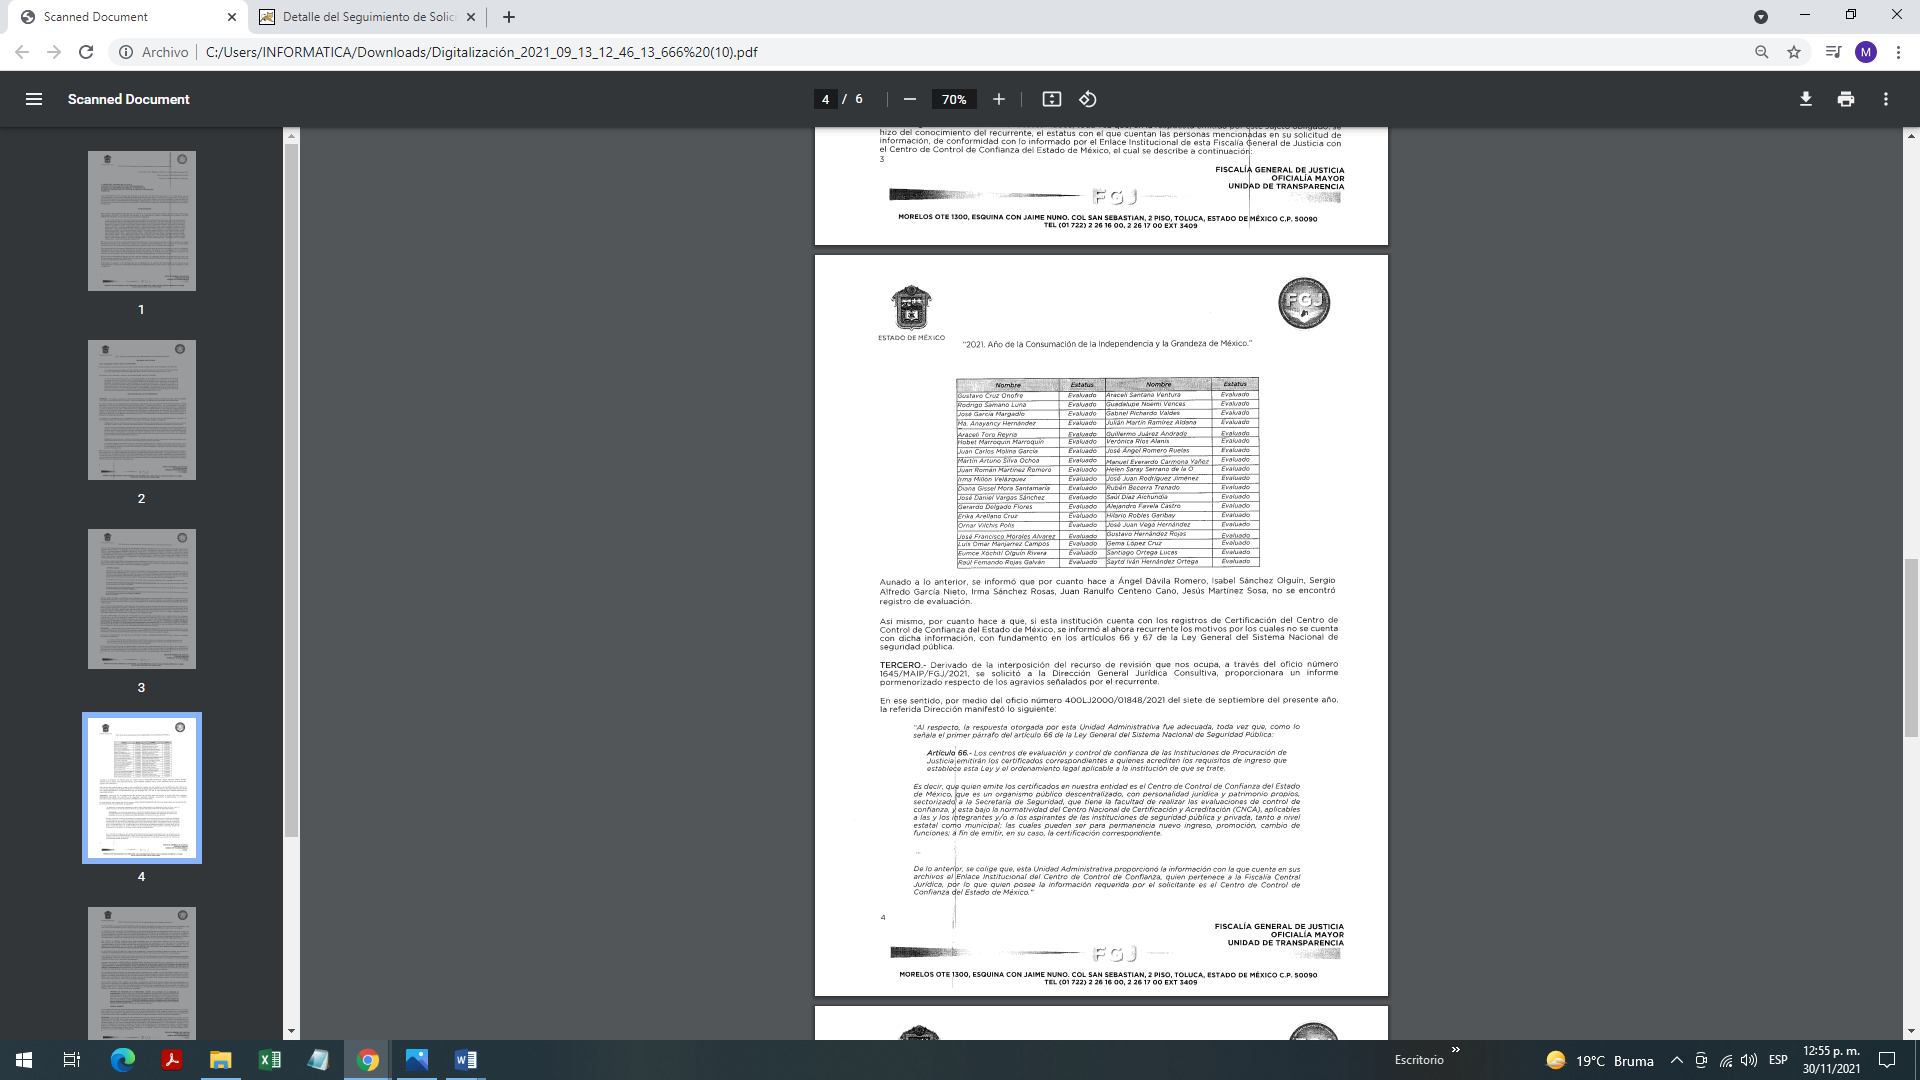 Scanned Document
Detalle del Seguimiento de Solici
Archivo
C:/Users/INFORMATICA/Downloads/Digitalización_2021_09_13_12_46_13_666%20(10).pdf
M
Scanned Document
4 / 6
70%
1
2
3
4
hizo del conocimiento del recurrente, el estatus con el que cuentan las personas mencionadas en su solicitud de
información, de conformidad con lo informado por el Enlace Institucional de esta Fiscalía General de Justicia con
el Centro de Control de Confianza del Estado de México, el cual se describe a continuación:
3
FISCALÍA GENERAL DE JUSTICIA
OFICIALÍA MAYOR
UNIDAD DE TRANSPARENCIA
FGJ
MORELOS OTE 1300, ESQUINA CON JAIME NUNO. COL SAN SEBASTIAN, 2 PISO, TOLUCA, ESTADO DE MÉXICO C.P. 50090
TEL (01 722) 2 26 16 00, 2 26 17 00 EXT 3409
FGJ
ESTADO DE MÉXICO
"2021. Año de la Consumación de la Independencia y la Grandeza de México."
Nombre Estatus Nombre Estatus
Gustavo Cruz Onofre Evaluado Araceli Santana Ventura Evaluado
Rodrigo Samano Luna Evaluado Guadalupe Noemi Vences Evaluado
José García Margadlo Evaluado Gabriel Pichardo Valdes Evaluado
Ma. Anayancy Hernández Evaluado Julián Martín Ramírez Aldana Evaluado
Araceli Toro Reyria Evaluado Guillermo Juárez Andrade Evaluado
Hobet Marroquin Marroquín Evaluado Verónica Ríos Alanis Evaluado
Juan Carlos Molina García Evaluado José Ángel Romero Ruelas Evaluado
Martín Arturo Silva Ochoa Evaluado Manuel Everardo Carmona Yañez Evaluado
Juan Román Martínez Romero Evaluado Helen Saray Serrano de la O Evaluado
Irma Millón Velázquez Evaluado José Juan Rodríguez Jiménez Evaluado
Diana Gissel Mora Santamaría Evaluado Rubén Becerra Trenado Evaluado
José Daniel Vargas Sánchez Evaluado Saúl Díaz Aichundia Evaluado
Gerardo Delgado Flores Evaluado Alejandro Favela Castro Evaluado
Erika Arellano Cruz Evaluado Hilario Robles Garibay Evaluado
Omar Vilchis Polis Evaluado José Juan Vega Hernández Evaluado
José Francisco Morales Alvarez Evaluado Gustavo Hernández Rojas Evaluado
Luis Omar Manjarrez Campos Evaluado Gema López Cruz Evaluado
Eumce Xóchitl Olguín Rivera Evaluado Santiago Ortega Lucas Evaluado
Raúl Fernando Rojas Galván Evaluado Saytd Iván Hernández Ortega Evaluado
Aunado a lo anterior, se informó que por cuanto hace a Ángel Dávila Romero, Isabel Sánchez Olguín, Sergio
Alfredo García Nieto, Irma Sánchez Rosas, Juan Ranulfo Centeno Cano, Jesús Martínez Sosa, no se encontró
registro de evaluación.
Así mismo, por cuanto hace a que, si esta institución cuenta con los registros de Certificación del Centro de
Control de Confianza del Estado de México, se informó al ahora recurrente los motivos por los cuales no se cuenta
con dicha información, con fundamento en los artículos 66 y 67 de la Ley General del Sistema Nacional de
seguridad pública.
TERCERO.- Derivado de la interposición del recurso de revisión que nos ocupa, a través del oficio número
1645/MAIP/FGJ/2021, se solicitó a la Dirección General Jurídica Consultiva, proporcionara un informe
pormenorizado respecto de los agravios señalados por el recurrente.
En ese sentido, por medio del oficio número 400LJ2000/01848/2021 del siete de septiembre del presente año,
la referida Dirección manifestó lo siguiente:
"Al respecto, la respuesta otorgada por esta Unidad Administrativa fue adecuada, toda vez que, como lo
señala el primer párrafo del artículo 66 de la Ley General del Sistema Nacional de Seguridad Pública:
Artículo 66.- Los centros de evaluación y control de confianza de las Instituciones de Procuración de
Justicia emitirán los certificados correspondientes a quienes acrediten los requisitos de ingreso que
establece esta Ley y el ordenamiento legal aplicable a la institución de que se trate.
Es decir, que quien emite los certificados en nuestra entidad es el Centro de Control de Confianza del Estado
de México, que es un organismo público descentralizado, con personalidad jurídica y patrimonio propios,
sectorizado a la Secretaría de Seguridad, que tiene la facultad de realizar las evaluaciones de control de
confianza, y esta bajo la normatividad del Centro Nacional de Certificación y Acreditación (CNCA), aplicables
a las y los integrantes y/o a los aspirantes de las instituciones de seguridad pública y privada, tanto a nivel
estatal como municipal; las cuales pueden ser para permanencia nuevo ingreso, promoción, cambio de
funciones; a fin de emitir, en su caso, la certificación correspondiente.
...
De lo anterior, se colige que, esta Unidad Administrativa proporcionó la información con la que cuenta en sus
archivos el Enlace Institucional del Centro de Control de Confianza, quien pertenece a la Fiscalía Central
Jurídica, por lo que quien posee la información requerida por el solicitante es el Centro de Control de
Confianza del Estado de México."
4
FISCALÍA GENERAL DE JUSTICIA
OFICIALÍA MAYOR
UNIDAD DE TRANSPARENCIA
FGJ
MORELOS OTE 1300, ESQUINA CON JAIME NUNO. COL SAN SEBASTIAN, 2 PISO, TOLUCA, ESTADO DE MÉXICO C.P. 50090
TEL (01 722) 2 26 16 00, 2 26 17 00 EXT 3409
Escritorio
19°C Bruma
ESP
12:55 p. m.
30/11/2021